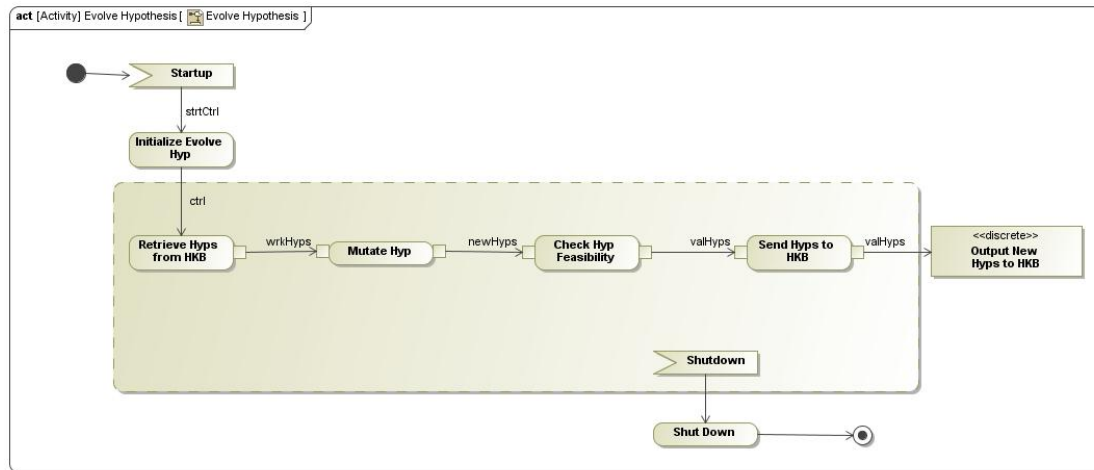 act [Activity] Evolve Hypothesis [ Evolve Hypothesis ]
Startup
strtCtrl
Initialize Evolve
Hyp
ctrl
Retrieve Hyps
from HKB
wrkHyps
Mutate Hyp
newHyps
Check Hyp
Feasibility
valHyps
Send Hyps to
HKB
valHyps
<<discrete>>
Output New
Hyps to HKB
Shutdown
Shut Down